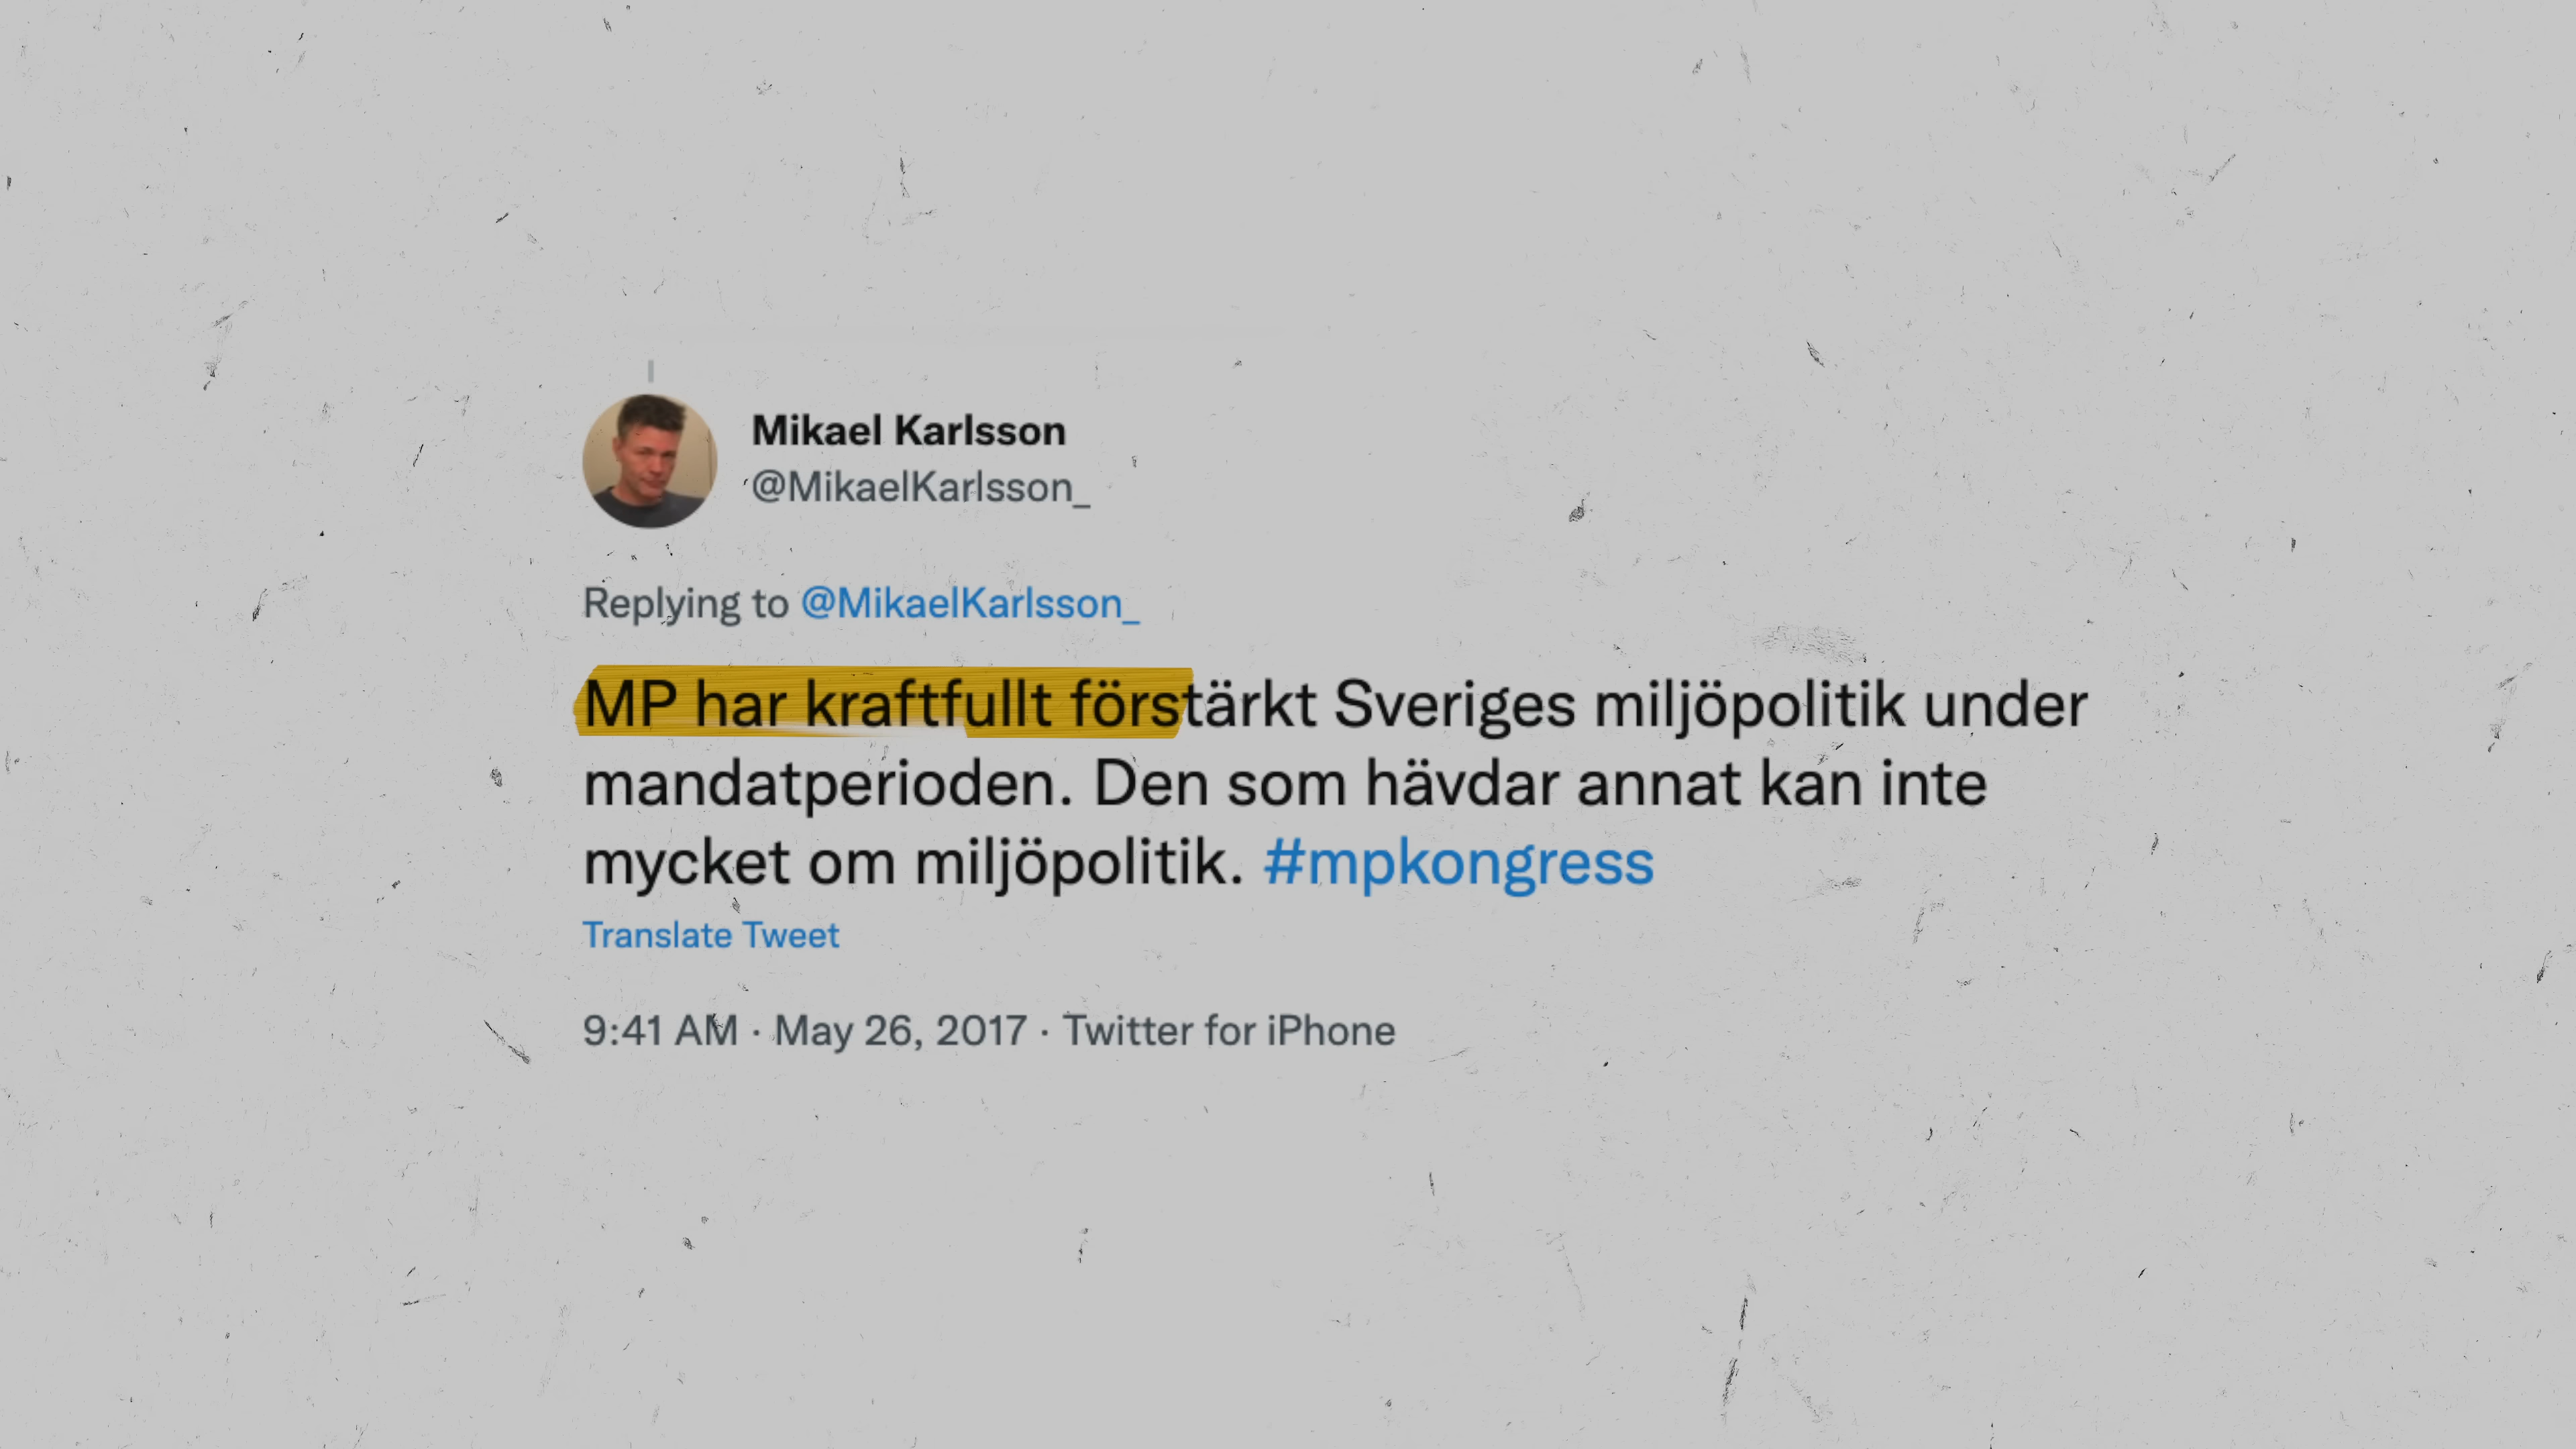 Mikael Karlsson
@MikaelKarlsson_
Replying to @MikaelKarlsson_
MP har kraftfullt förstärkt Sveriges miljöpolitik under
mandatperioden. Den som hävdar annat kan inte
mycket om miljöpolitik. #mpkongress
Translate Tweet
9:41 AM · May 26, 2017 · Twitter for iPhone